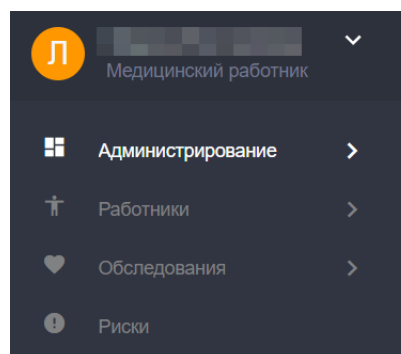 Л
Медицинский работник
Администрирование
Работники
Обследования
Риски